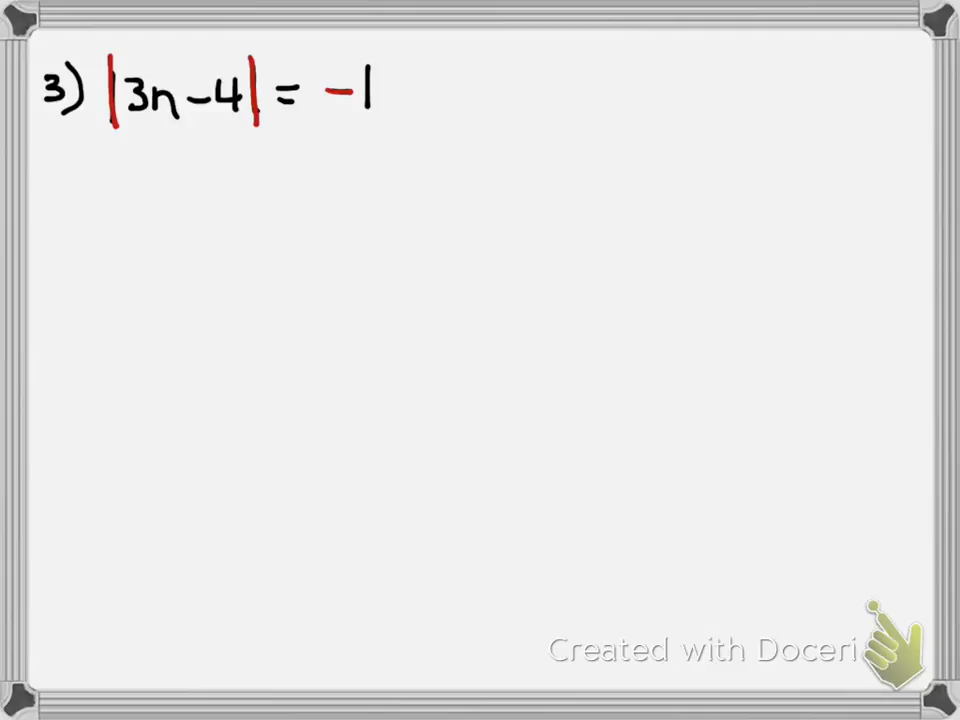 3) |3n-4| = -1
Created with Doceri